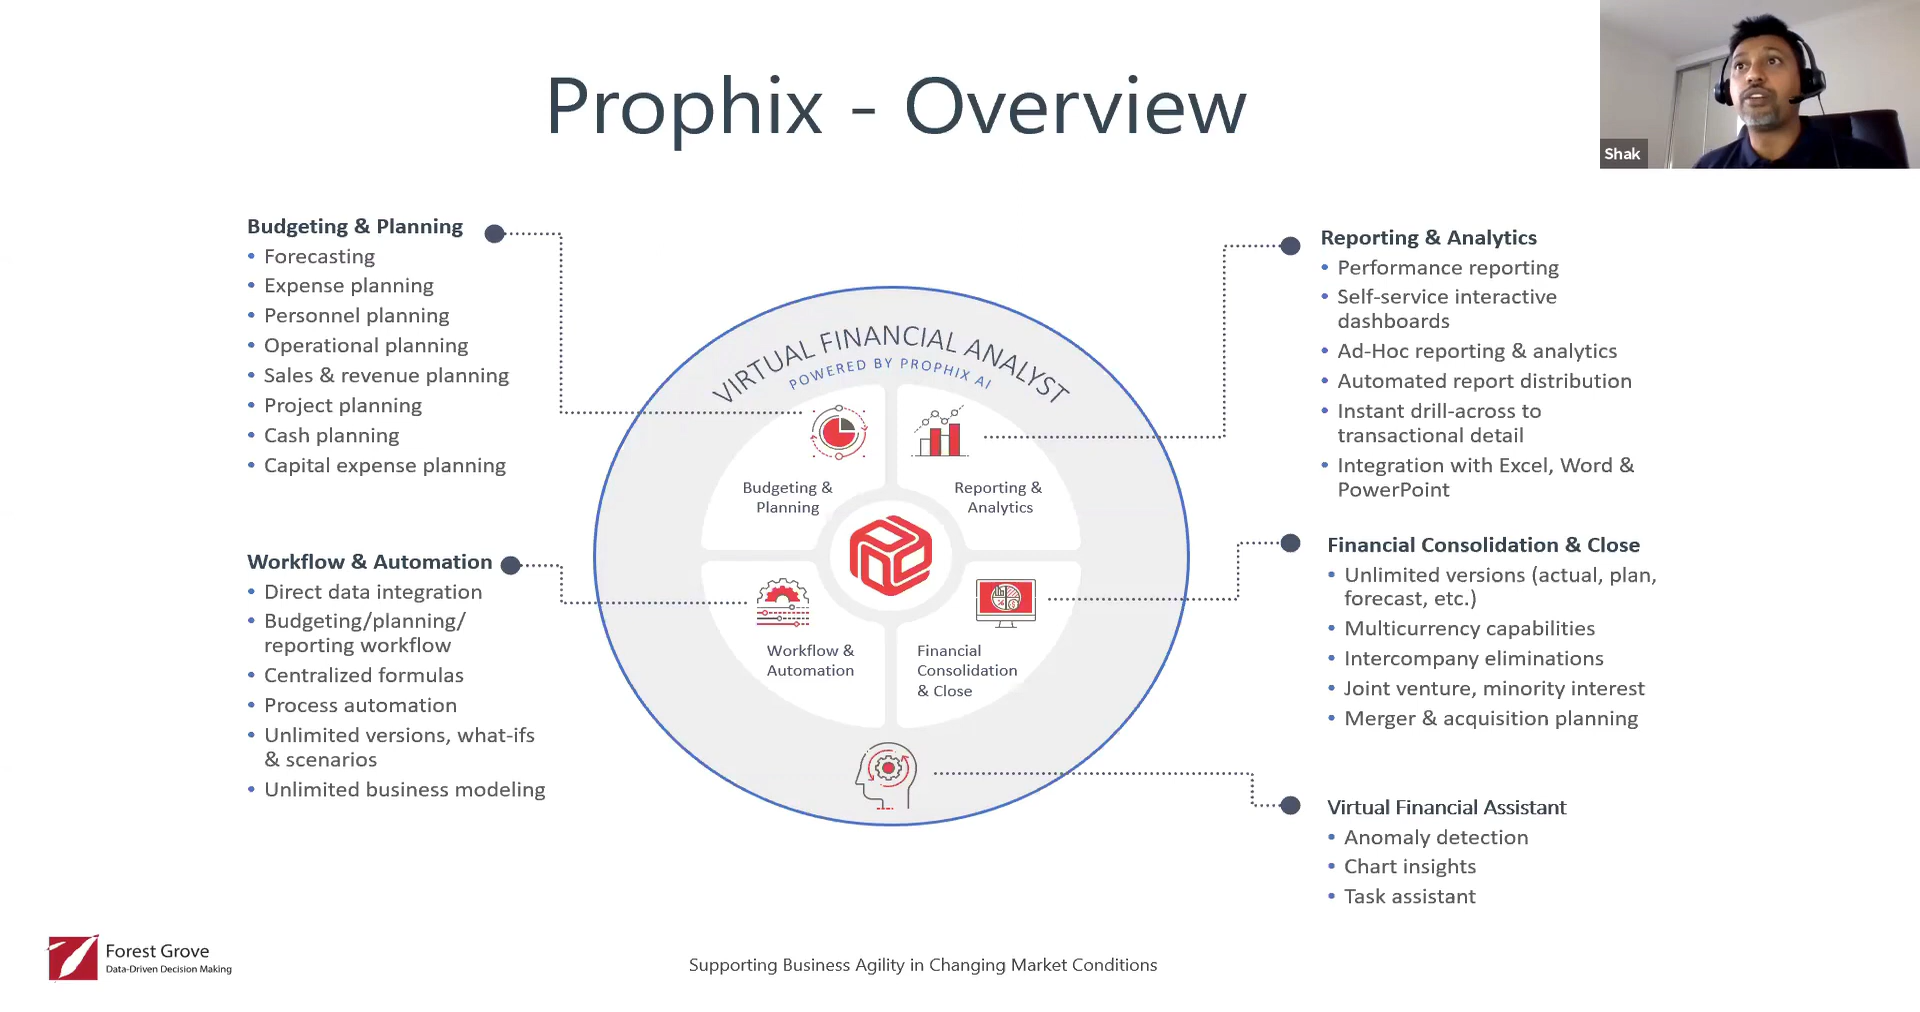 Prophix - Overview
Shak
Budgeting & Planning
• Forecasting
• Expense planning
• Personnel planning
• Operational planning
• Sales & revenue planning
• Project planning
• Cash planning
• Capital expense planning
Workflow & Automation
• Direct data integration
• Budgeting/planning/
reporting workflow
• Centralized formulas
• Process automation
• Unlimited versions, what-ifs
& scenarios
• Unlimited business modeling
VIRTUAL FINANCIAL ANALYST
POWERED BY PROPHIX AI
Budgeting &
Planning
Reporting &
Analytics
Workflow &
Automation
Financial
Consolidation
& Close
Reporting & Analytics
• Performance reporting
• Self-service interactive
dashboards
• Ad-Hoc reporting & analytics
• Automated report distribution
• Instant drill-across to
transactional detail
• Integration with Excel, Word &
PowerPoint
Financial Consolidation & Close
• Unlimited versions (actual, plan,
forecast, etc.)
• Multicurrency capabilities
• Intercompany eliminations
• Joint venture, minority interest
• Merger & acquisition planning
Virtual Financial Assistant
• Anomaly detection
• Chart insights
• Task assistant
Forest Grove
Data-Driven Decision Making
Supporting Business Agility in Changing Market Conditions